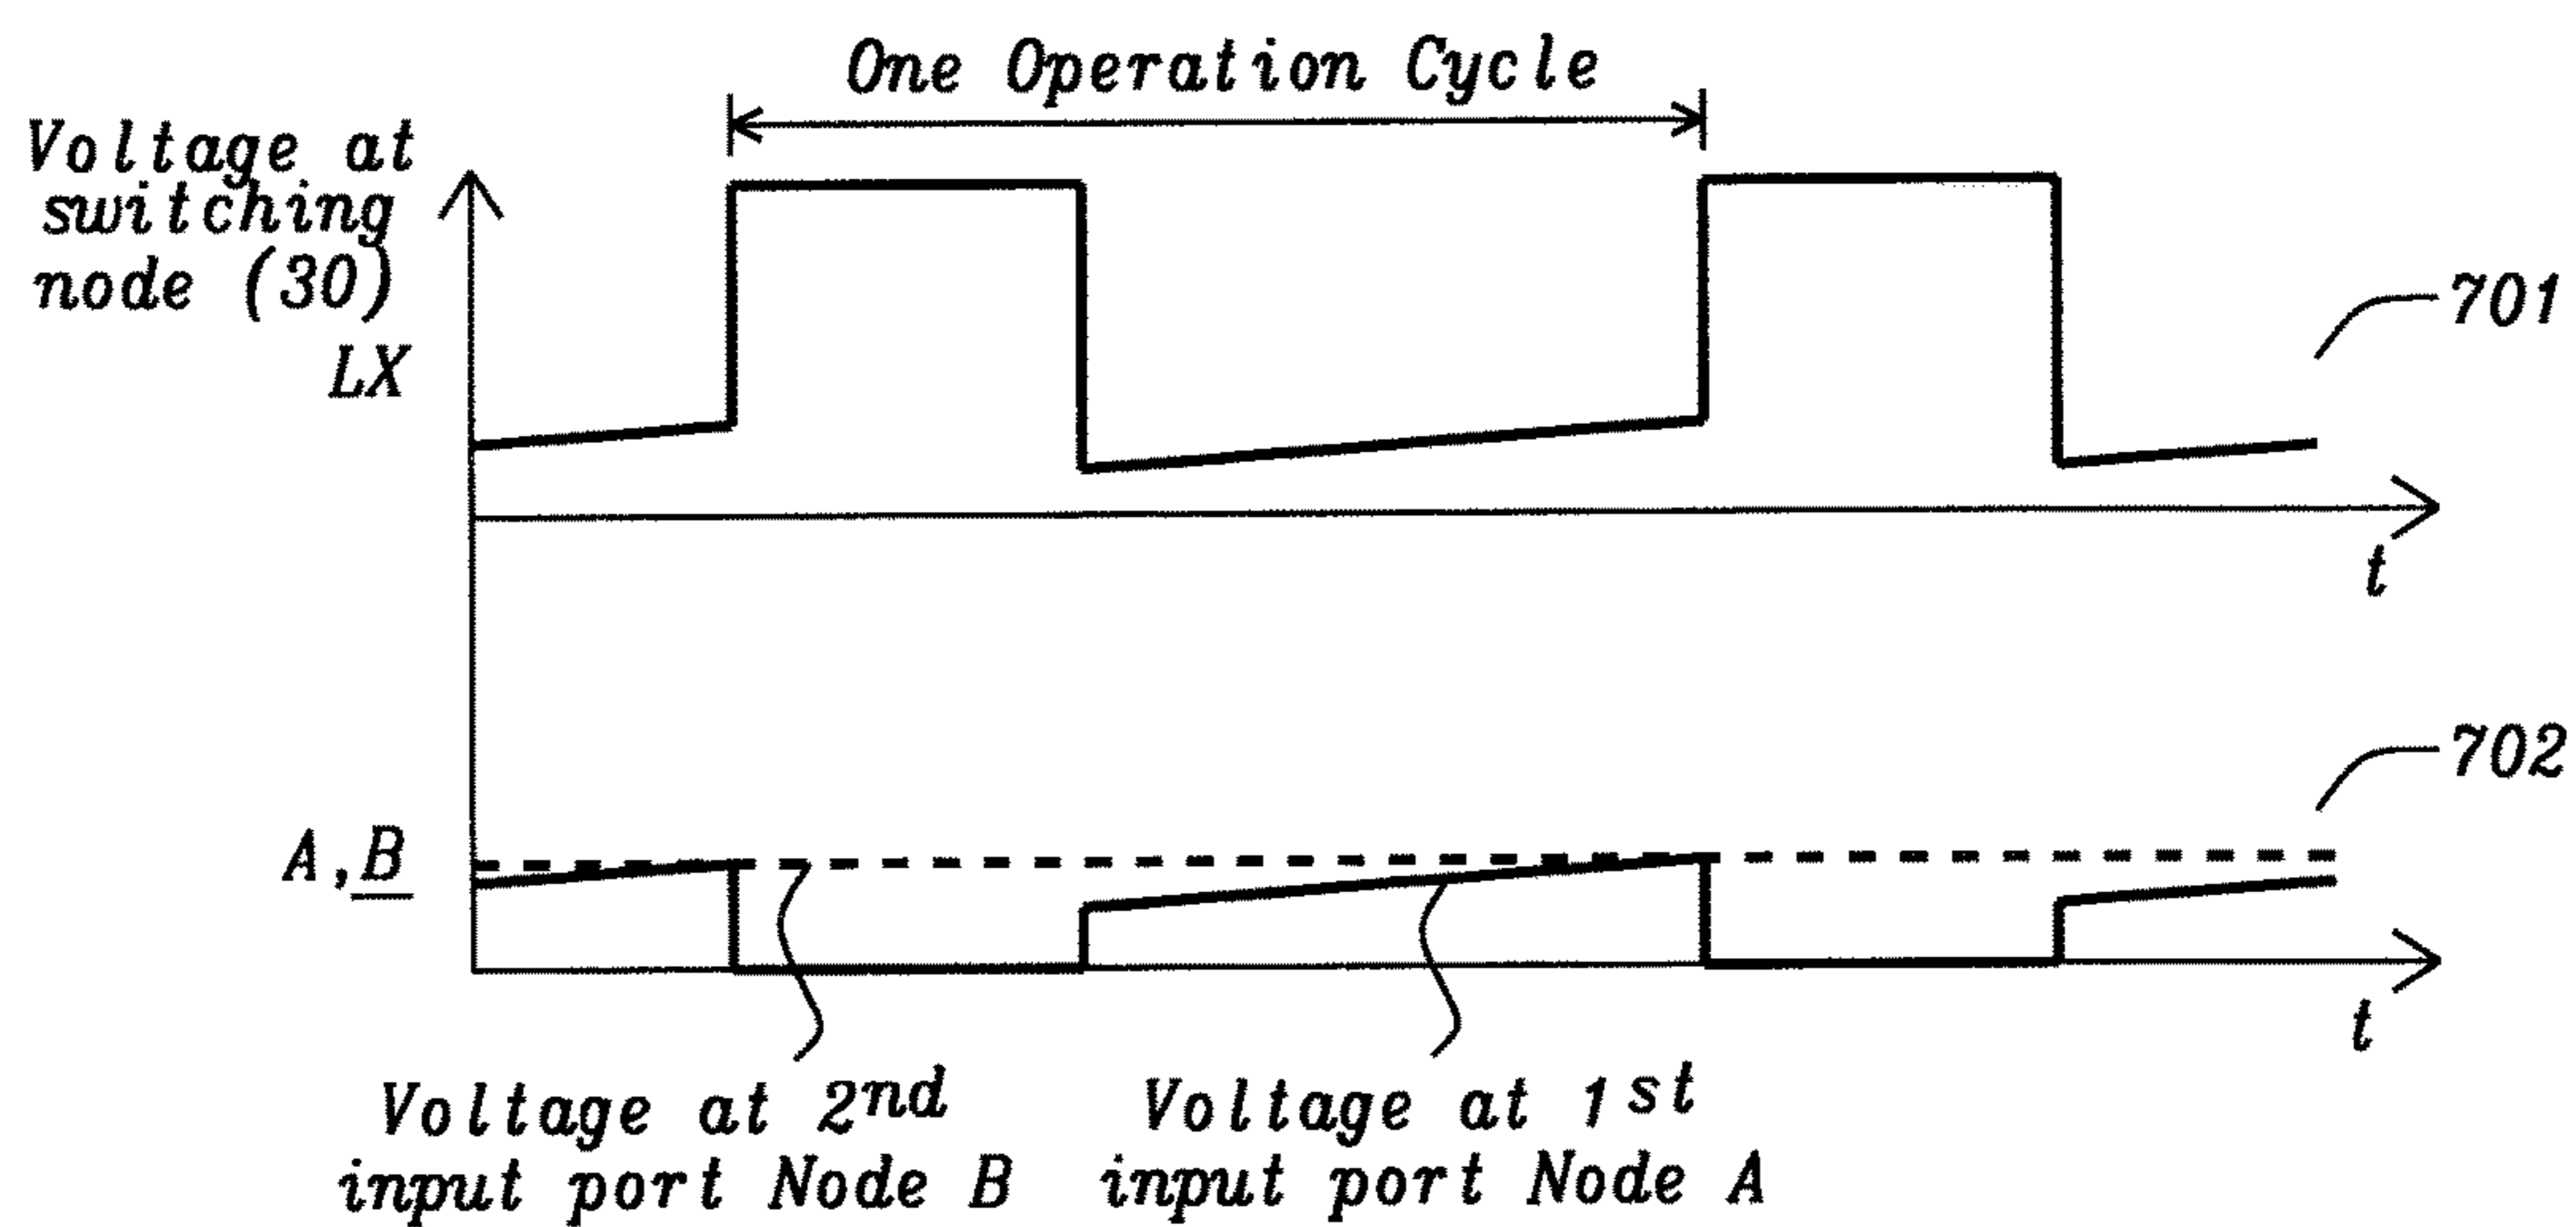 One Operation Cycle
Voltage at
switching
node (30)
LX
701
t
702
A, B
t
Voltage at 2nd
input port Node B
Voltage at 1st
input port Node A